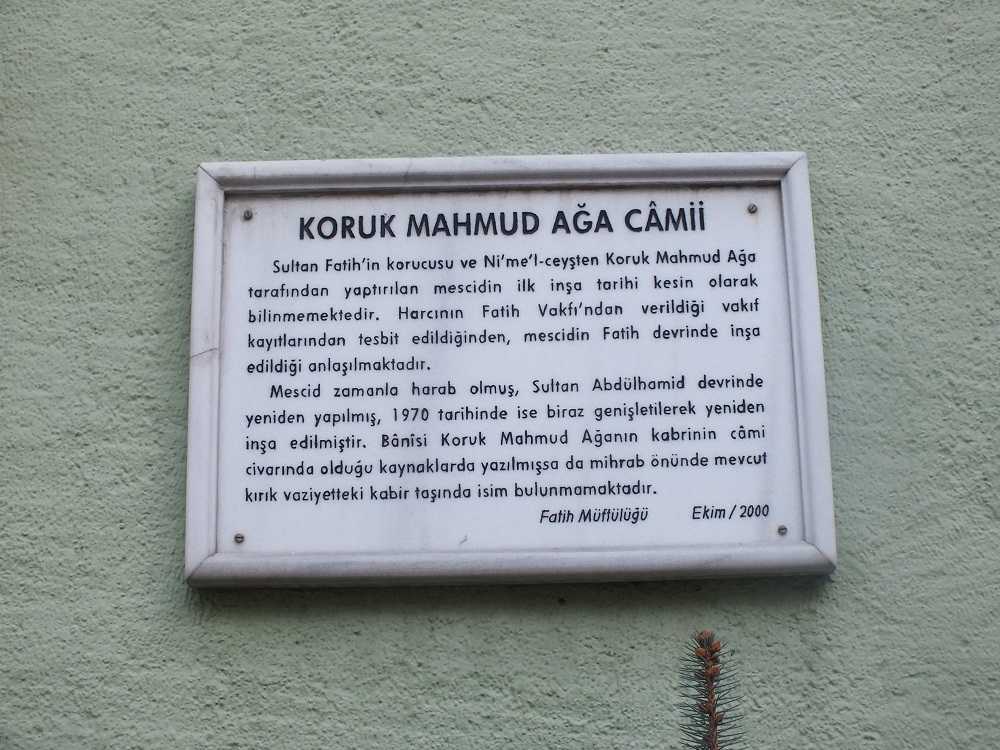 KORUK MAHMUD AĞA CÂMİİ
Sultan Fatih'in korucusu ve Ni'me'l-ceyşten Koruk Mahmud Ağa
tarafından yaptırılan mescidin ilk inşa tarihi kesin olarak
bilinmemektedir. Harcının Fatih Vakfı'ndan verildiği vakıf
kayıtlarından tesbit edildiğinden, mescidin Fatih devrinde inşa
edildiği anlaşılmaktadır.
Mescid zamanla harab olmuş, Sultan Abdülhamid devrinde
yeniden yapılmış, 1970 tarihinde ise biraz genişletilerek yeniden
inşa edilmiştir. Bânîsi Koruk Mahmud Ağanın kabrinin câmi
civarında olduğu kaynaklarda yazılmışsa da mihrab önünde mevcut
kırık vaziyetteki kabir taşında isim bulunmamaktadır.
Fatih Müftülüğü Ekim / 2000